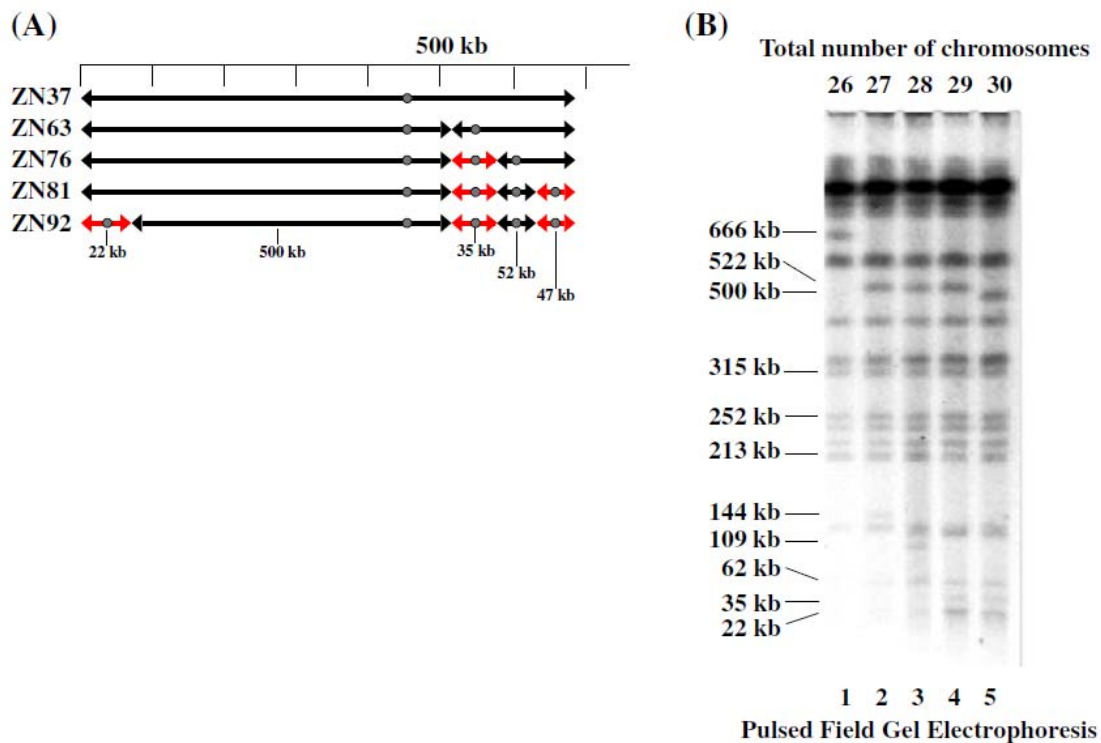 (A)
500 kb
ZN37
ZN63
ZN76
ZN81
ZN92
22 kb
500 kb
35 kb
52 kb
47 kb
(B)
Total number of chromosomes
26 27 28 29 30
666 kb
522 kb
500 kb
315 kb
252 kb
213 kb
144 kb
109 kb
62 kb
35 kb
22 kb
1 2 3 4 5
Pulsed Field Gel Electrophoresis